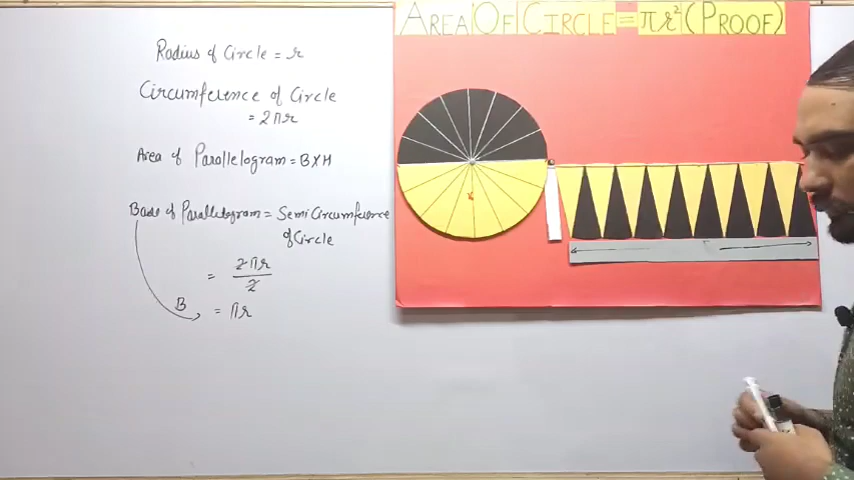 Radius of Circle = r
Circumference of Circle
= 2πr
Area of Parallelogram = B×H
Base of Parallelogram = Semi Circumference
of Circle
= 2πr
2
B = πr
AREA OF CIRCLE = πr² (PROOF)
r